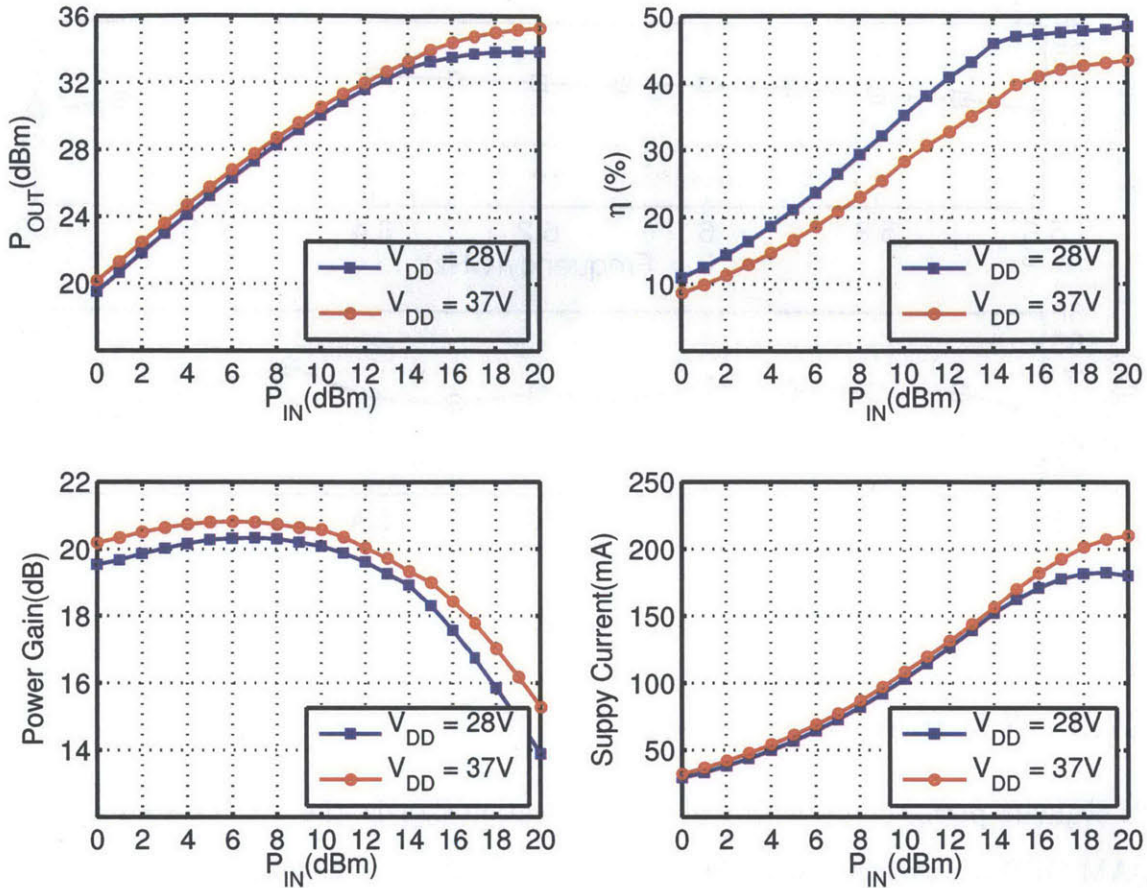 36
32
28
24
20
P_OUT(dBm)
V_DD = 28V
V_DD = 37V
0 2 4 6 8 10 12 14 16 18 20
P_IN(dBm)
50
40
30
20
10
η (%)
V_DD = 28V
V_DD = 37V
0 2 4 6 8 10 12 14 16 18 20
P_IN(dBm)
22
20
18
16
14
Power Gain(dB)
V_DD = 28V
V_DD = 37V
0 2 4 6 8 10 12 14 16 18 20
P_IN(dBm)
250
200
150
100
50
Suppy Current(mA)
V_DD = 28V
V_DD = 37V
0 2 4 6 8 10 12 14 16 18 20
P_IN(dBm)